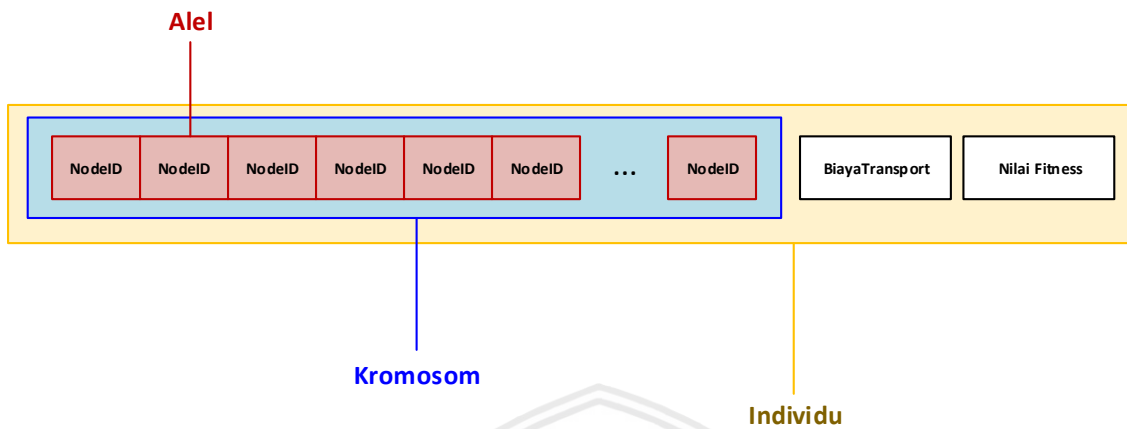 Alel
NodeID NodeID NodeID NodeID NodeID NodeID ... NodeID BiayaTransport Nilai Fitness
Kromosom
Individu